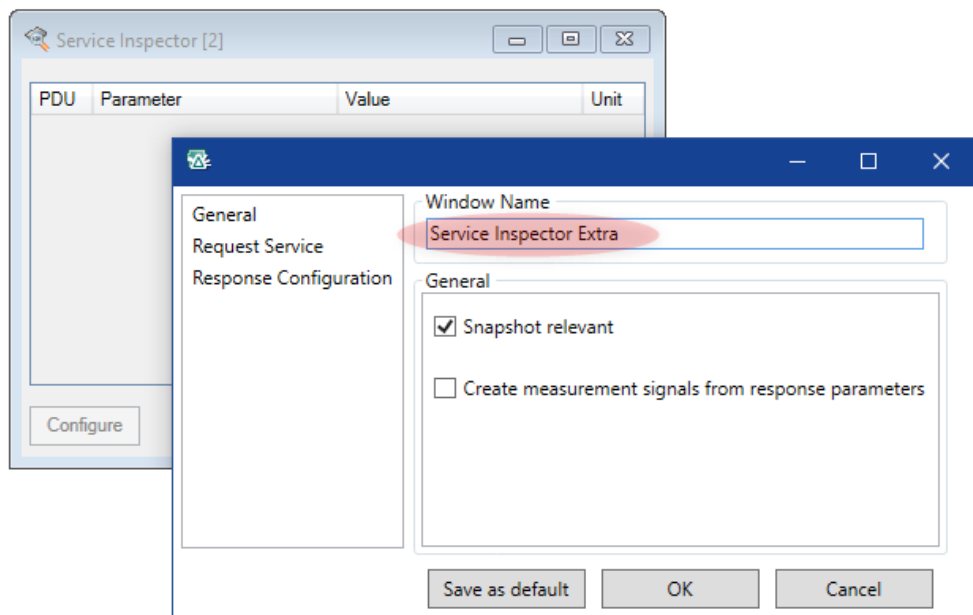 Service Inspector [2]
PDU Parameter Value Unit
Configure
General
Request Service
Response Configuration
Window Name
Service Inspector Extra
General
Snapshot relevant
Create measurement signals from response parameters
Save as default OK Cancel